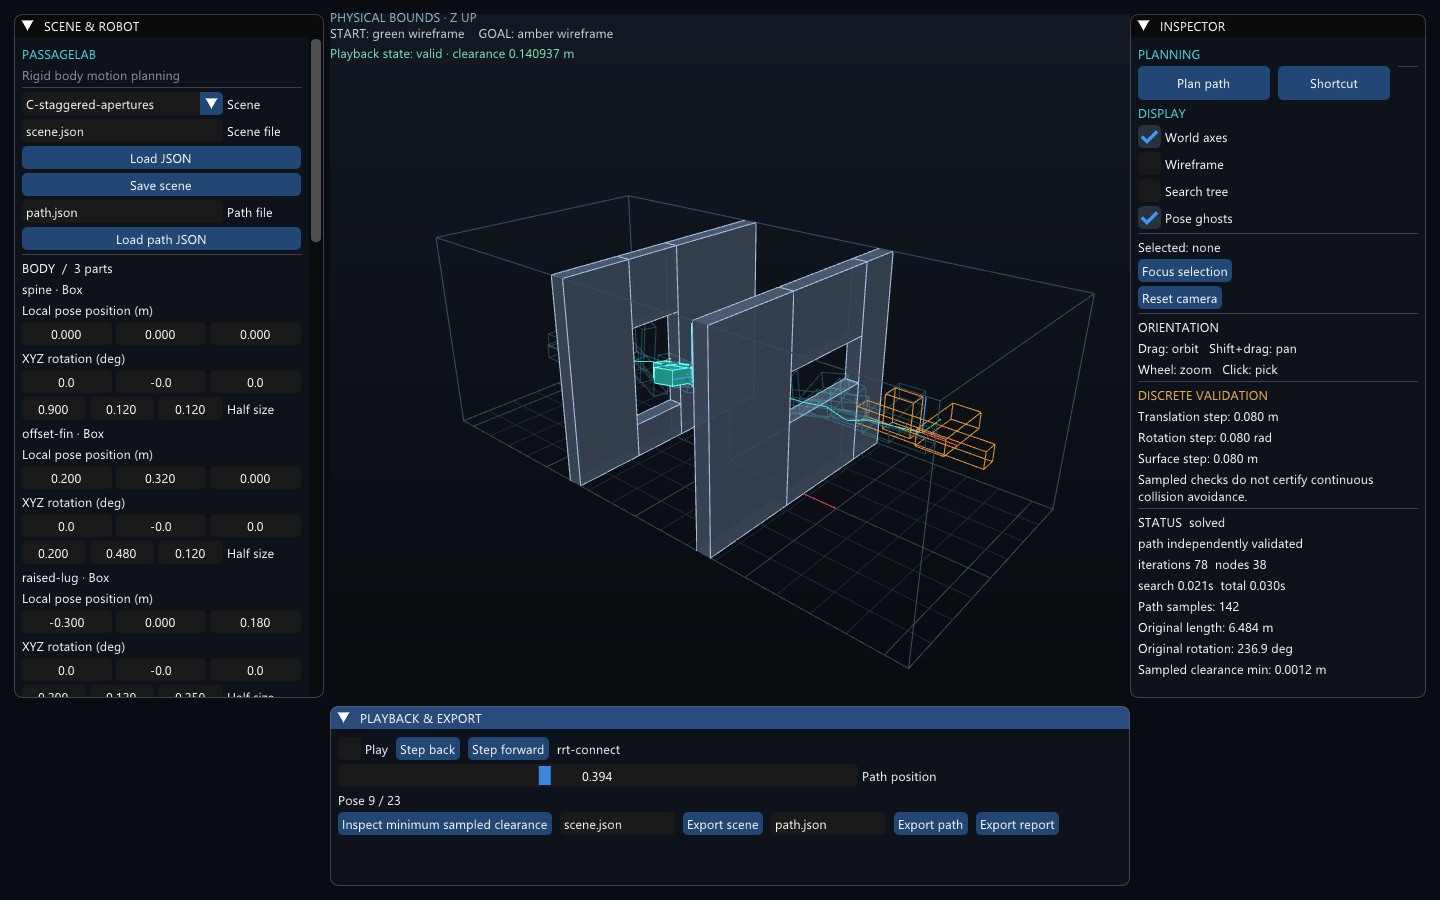 SCENE & ROBOT
PASSAGELAB
Rigid body motion planning
C-staggered-apertures Scene
scene.json Scene file
Load JSON
Save scene
path.json Path file
Load path JSON
BODY / 3 parts
spine · Box
Local pose position (m)
0.000 0.000 0.000
XYZ rotation (deg)
0.0 -0.0 0.0
0.900 0.120 0.120 Half size
offset-fin · Box
Local pose position (m)
0.200 0.320 0.000
XYZ rotation (deg)
0.0 -0.0 0.0
0.200 0.480 0.120 Half size
raised-lug · Box
Local pose position (m)
-0.300 0.000 0.180
XYZ rotation (deg)
0.0 -0.0 0.0
Half size
PHYSICAL BOUNDS · Z UP
START: green wireframe GOAL: amber wireframe
Playback state: valid · clearance 0.140937 m
INSPECTOR
PLANNING
Plan path Shortcut
DISPLAY
World axes
Wireframe
Search tree
Pose ghosts
Selected: none
Focus selection
Reset camera
ORIENTATION
Drag: orbit Shift+drag: pan
Wheel: zoom Click: pick
DISCRETE VALIDATION
Translation step: 0.080 m
Rotation step: 0.080 rad
Surface step: 0.080 m
Sampled checks do not certify continuous
collision avoidance.
STATUS solved
path independently validated
iterations 78 nodes 38
search 0.021s total 0.030s
Path samples: 142
Original length: 6.484 m
Original rotation: 236.9 deg
Sampled clearance min: 0.0012 m
PLAYBACK & EXPORT
Play Step back Step forward rrt-connect
0.394 Path position
Pose 9 / 23
Inspect minimum sampled clearance scene.json Export scene path.json Export path Export report